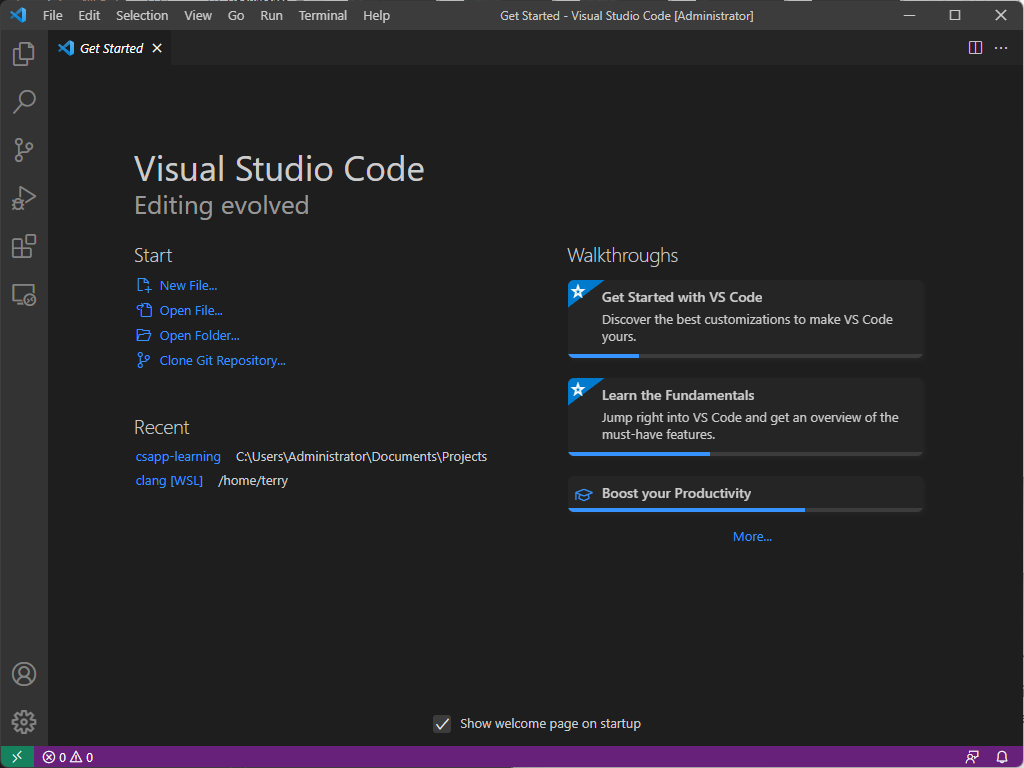 File Edit Selection View Go Run Terminal Help Get Started - Visual Studio Code [Administrator]
Get Started
Visual Studio Code
Editing evolved
Start
New File...
Open File...
Open Folder...
Clone Git Repository...
Recent
csapp-learning C:\Users\Administrator\Documents\Projects
clang [WSL] /home/terry
Walkthroughs
Get Started with VS Code
Discover the best customizations to make VS Code
yours.
Learn the Fundamentals
Jump right into VS Code and get an overview of the
must-have features.
Boost your Productivity
More...
Show welcome page on startup
0 0